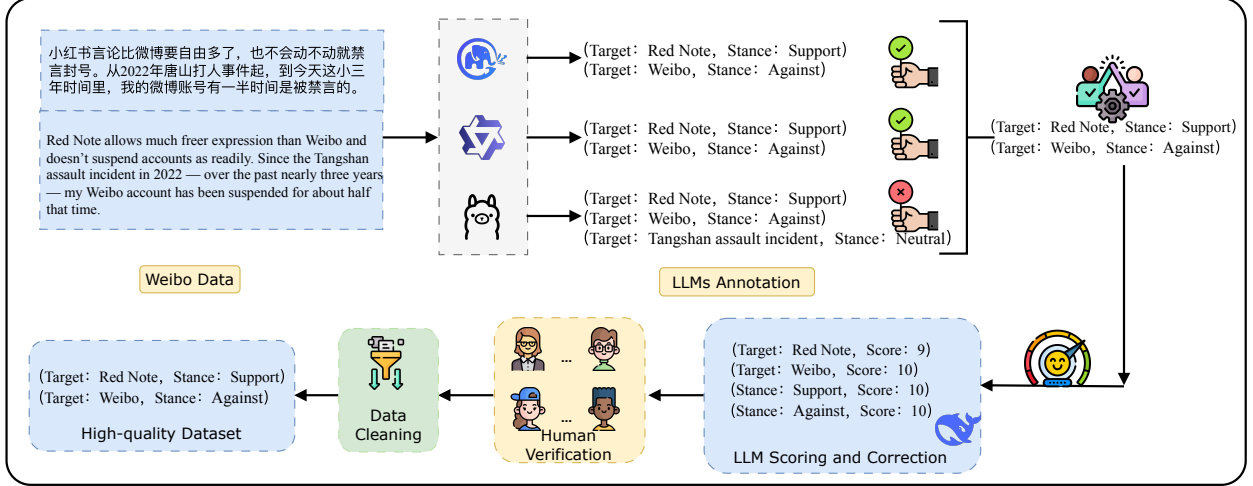 小红书言论比微博要自由多了，也不会动不动就禁
言封号。从2022年唐山打人事件起，到今天这小三
年时间里，我的微博账号有一半时间是被禁言的。
Red Note allows much freer expression than Weibo and
doesn’t suspend accounts as readily. Since the Tangshan
assault incident in 2022 — over the past nearly three years
— my Weibo account has been suspended for about half
that time.
Weibo Data
(Target：Red Note，Stance：Support)
(Target：Weibo，Stance：Against)
(Target：Red Note，Stance：Support)
(Target：Weibo，Stance：Against)
(Target：Red Note，Stance：Support)
(Target：Weibo，Stance：Against)
(Target：Tangshan assault incident，Stance：Neutral)
LLMs Annotation
(Target：Red Note，Stance：Support)
(Target：Weibo，Stance：Against)
(Target：Red Note，Score：9)
(Target：Weibo，Score：10)
(Stance：Support，Score：10)
(Stance：Against，Score：10)
LLM Scoring and Correction
...
...
Human
Verification
Data
Cleaning
(Target：Red Note，Stance：Support)
(Target：Weibo，Stance：Against)
High-quality Dataset